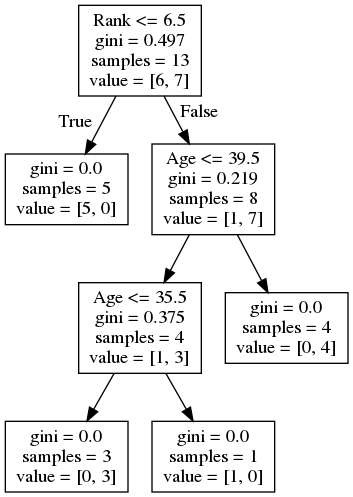 Rank <= 6.5
gini = 0.497
samples = 13
value = [6, 7]
True
False
gini = 0.0
samples = 5
value = [5, 0]
Age <= 39.5
gini = 0.219
samples = 8
value = [1, 7]
Age <= 35.5
gini = 0.375
samples = 4
value = [1, 3]
gini = 0.0
samples = 4
value = [0, 4]
gini = 0.0
samples = 3
value = [0, 3]
gini = 0.0
samples = 1
value = [1, 0]